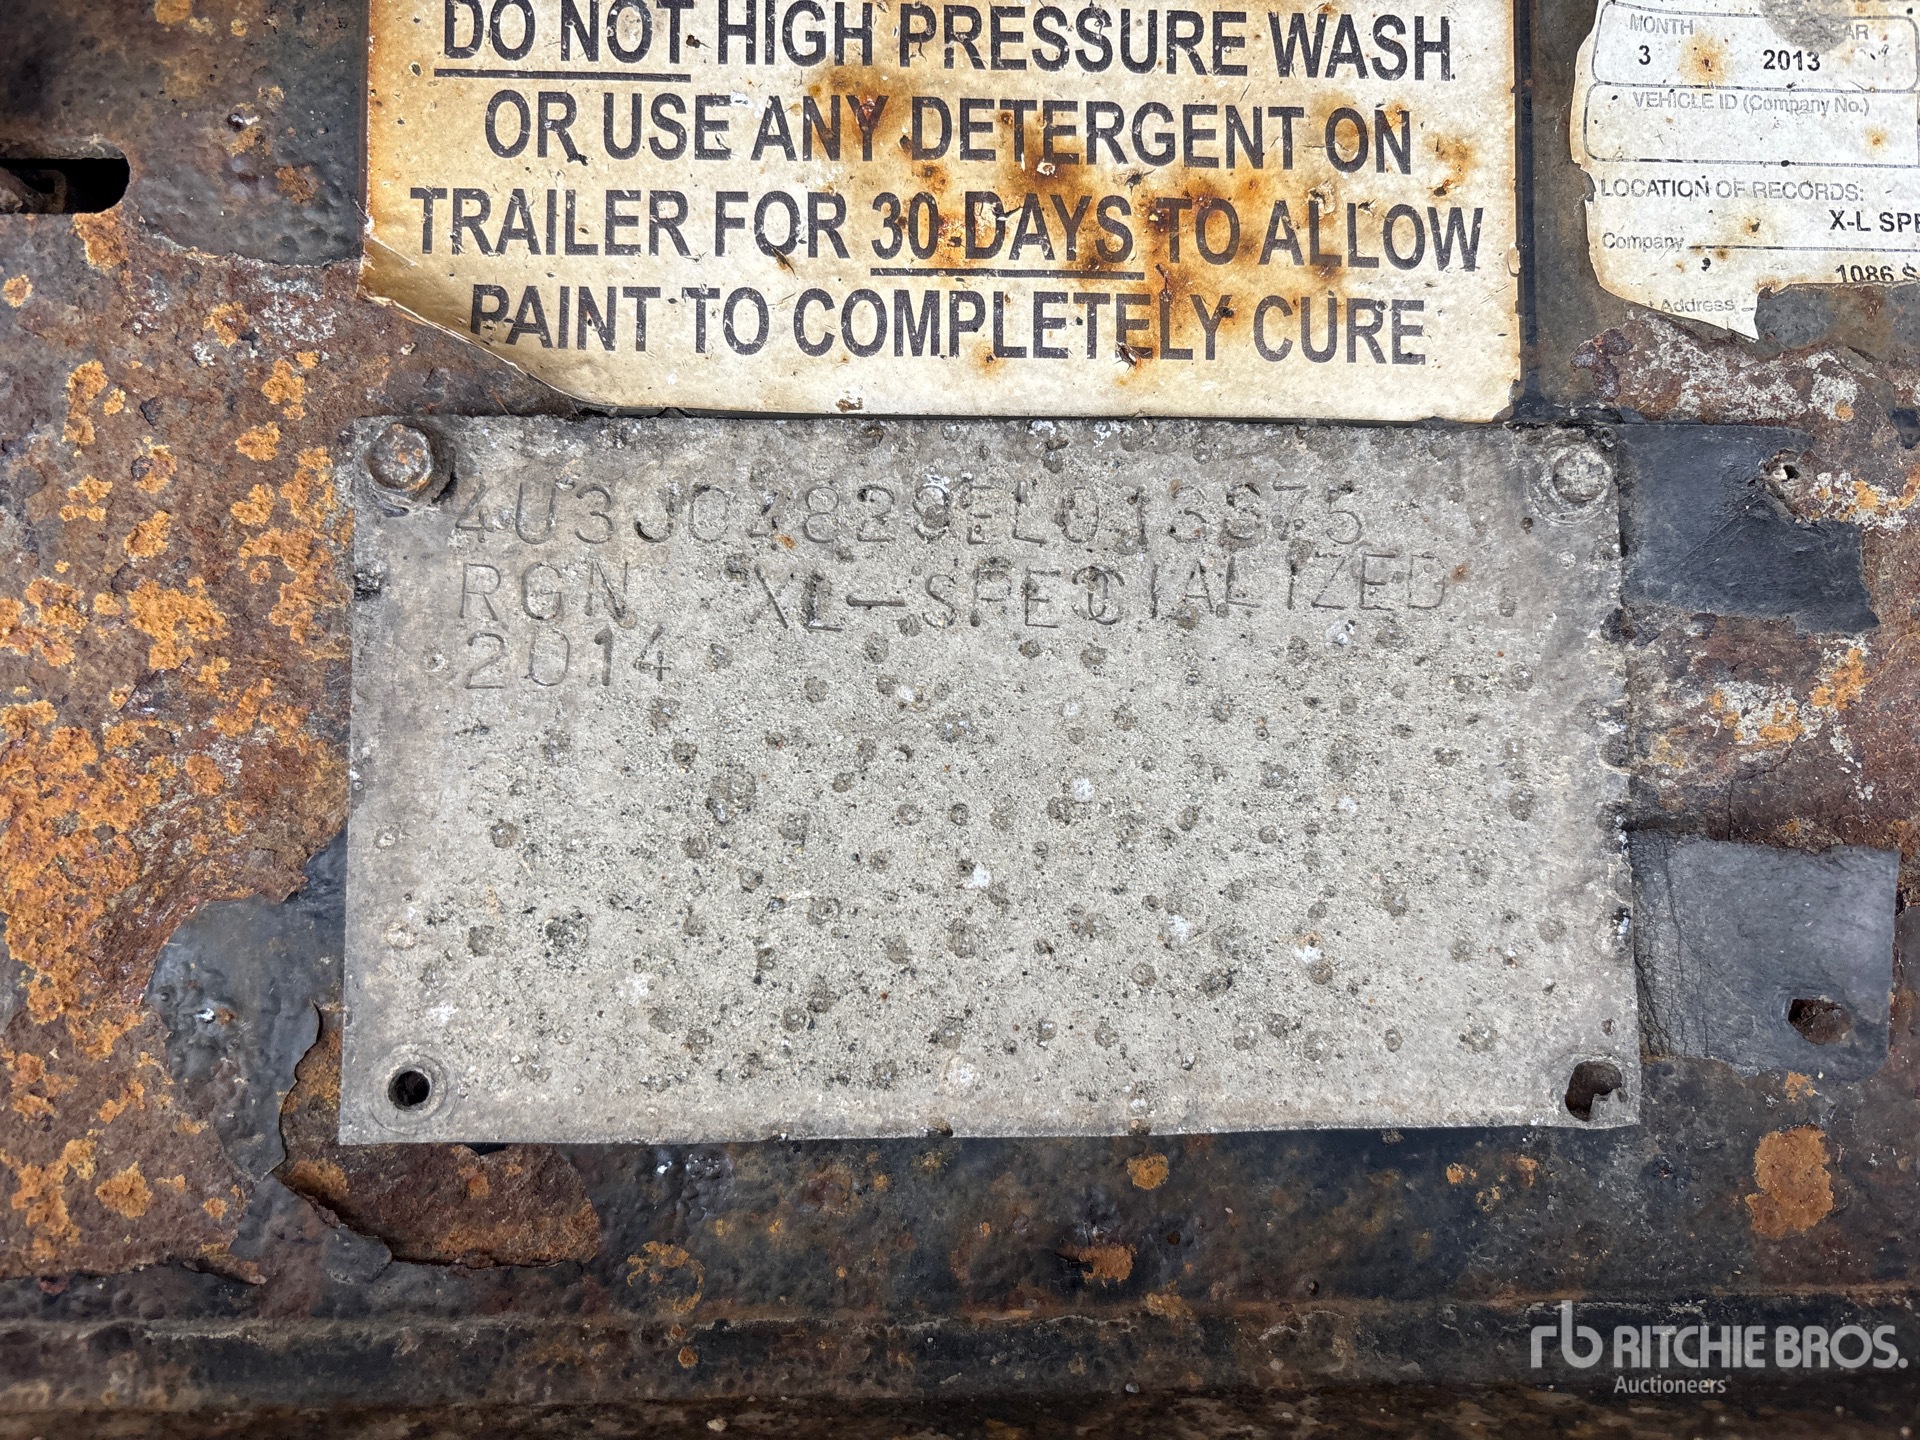 DO NOT HIGH PRESSURE WASH
OR USE ANY DETERGENT ON
TRAILER FOR 30 DAYS TO ALLOW
PAINT TO COMPLETELY CURE
MONTH
3 2013
VEHICLE ID (Company No.)
LOCATION OF RECORDS:
X-L SPE
Company
1086 S
Address
RGN XL-SPECIALIZED
2014
rb RITCHIE BROS.
Auctioneers